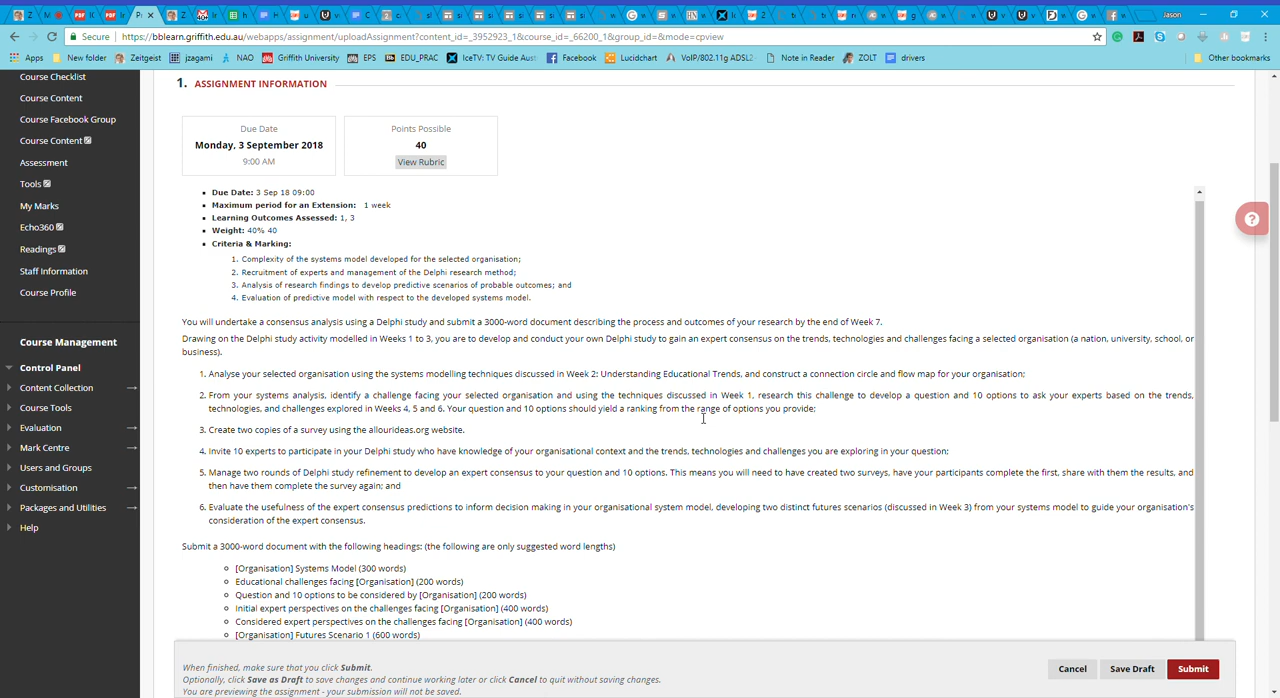 Jason
Secure https://bblearn.griffith.edu.au/webapps/assignment/uploadAssignment?content_id=_3952923_1&course_id=_66200_1&group_id=&mode=cpview
Apps New folder Zeitgeist jzagami NAO Griffith University EPS EDU_PRAC IceTV: TV Guide Aust Facebook Lucidchart VoIP/802.11g ADSL2 Note in Reader ZOLT drivers Other bookmarks
Course Checklist
Course Content
Course Facebook Group
Course Content
Assessment
Tools
My Marks
Echo360
Readings
Staff Information
Course Profile
Course Management
Control Panel
Content Collection
Course Tools
Evaluation
Mark Centre
Users and Groups
Customisation
Packages and Utilities
Help
1. ASSIGNMENT INFORMATION
Due Date
Monday, 3 September 2018
9:00 AM
Points Possible
40
View Rubric
Due Date: 3 Sep 18 09:00
Maximum period for an Extension: 1 week
Learning Outcomes Assessed: 1, 3
Weight: 40% 40
Criteria & Marking:
1. Complexity of the systems model developed for the selected organisation;
2. Recruitment of experts and management of the Delphi research method;
3. Analysis of research findings to develop predictive scenarios of probable outcomes; and
4. Evaluation of predictive model with respect to the developed systems model.
You will undertake a consensus analysis using a Delphi study and submit a 3000-word document describing the process and outcomes of your research by the end of Week 7.
Drawing on the Delphi study activity modelled in Weeks 1 to 3, you are to develop and conduct your own Delphi study to gain an expert consensus on the trends, technologies and challenges facing a selected organisation (a nation, university, school, or
business).
1. Analyse your selected organisation using the systems modelling techniques discussed in Week 2: Understanding Educational Trends, and construct a connection circle and flow map for your organisation;
2. From your systems analysis, identify a challenge facing your selected organisation and using the techniques discussed in Week 1, research this challenge to develop a question and 10 options to ask your experts based on the trends,
technologies, and challenges explored in Weeks 4, 5 and 6. Your question and 10 options should yield a ranking from the range of options you provide;
3. Create two copies of a survey using the allourideas.org website.
4. Invite 10 experts to participate in your Delphi study who have knowledge of your organisational context and the trends, technologies and challenges you are exploring in your question;
5. Manage two rounds of Delphi study refinement to develop an expert consensus to your question and 10 options. This means you will need to have created two surveys, have your participants complete the first, share with them the results, and
then have them complete the survey again; and
6. Evaluate the usefulness of the expert consensus predictions to inform decision making in your organisational system model, developing two distinct futures scenarios (discussed in Week 3) from your systems model to guide your organisation's
consideration of the expert consensus.
Submit a 3000-word document with the following headings: (the following are only suggested word lengths)
[Organisation] Systems Model (300 words)
Educational challenges facing [Organisation] (200 words)
Question and 10 options to be considered by [Organisation] (200 words)
Initial expert perspectives on the challenges facing [Organisation] (400 words)
Considered expert perspectives on the challenges facing [Organisation] (400 words)
[Organisation] Futures Scenario 1 (600 words)
When finished, make sure that you click Submit.
Optionally, click Save as Draft to save changes and continue working later or click Cancel to quit without saving changes.
You are previewing the assignment - your submission will not be saved.
Cancel Save Draft Submit